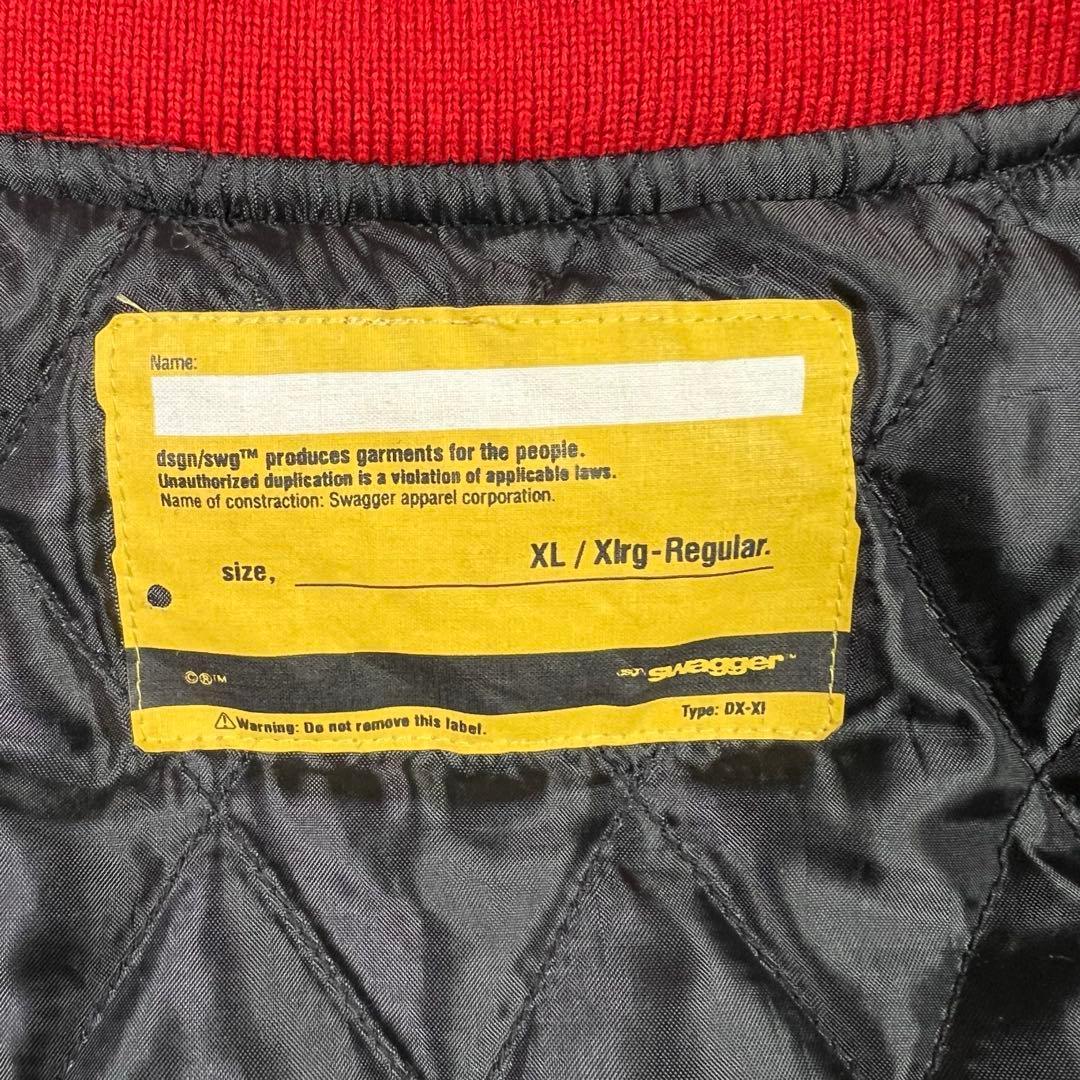 Name:
dsgn/swg™ produces garments for the people.
Unauthorized duplication is a violation of applicable laws.
Name of constraction: Swagger apparel corporation.
XL / Xlrg-Regular.
size,
©®™ swagger™
⚠Warning: Do not remove this label.
Type: DX-XI